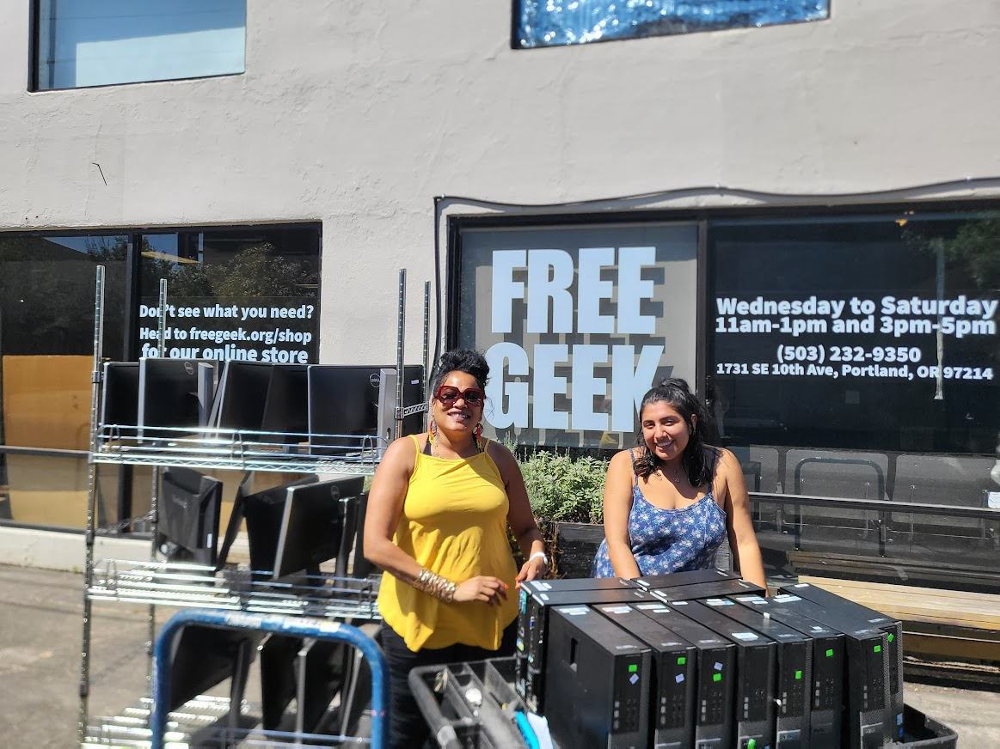 Don't see what you need?
Head to freegeek.org/shop
for our online store
FREE
GEEK
Wednesday to Saturday
11am-1pm and 3pm-5pm
(503) 232-9350
1731 SE 10th Ave, Portland, OR 97214
DELL